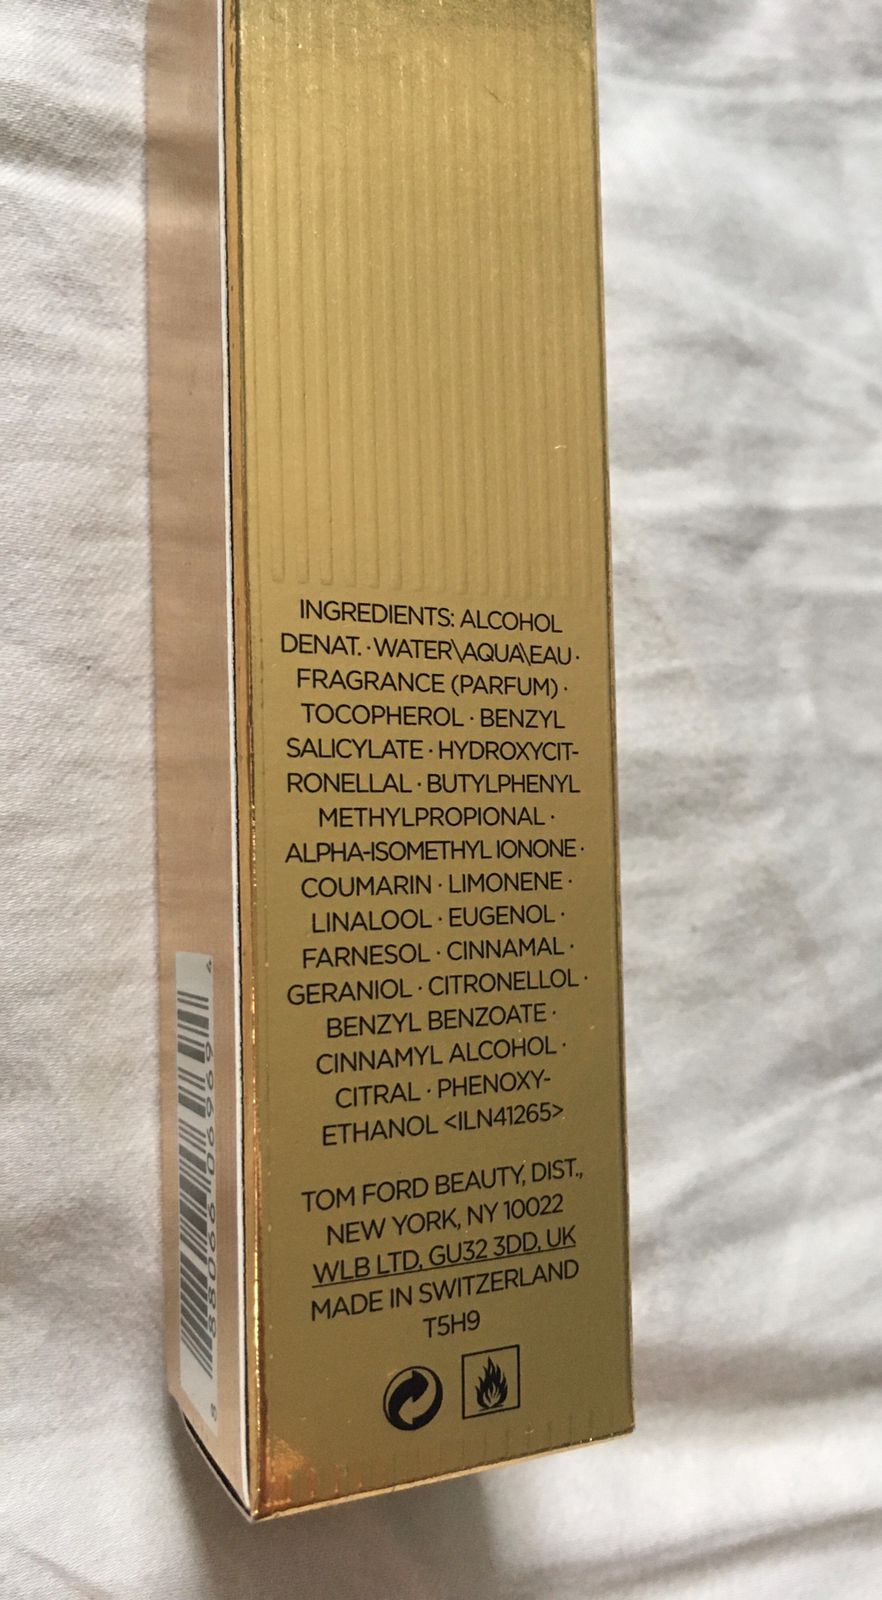 INGREDIENTS: ALCOHOL
DENAT. · WATER\AQUA\EAU ·
FRAGRANCE (PARFUM) ·
TOCOPHEROL · BENZYL
SALICYLATE · HYDROXYCIT-
RONELLAL · BUTYLPHENYL
METHYLPROPIONAL ·
ALPHA-ISOMETHYL IONONE ·
COUMARIN · LIMONENE ·
LINALOOL · EUGENOL ·
FARNESOL · CINNAMAL ·
GERANIOL · CITRONELLOL ·
BENZYL BENZOATE ·
CINNAMYL ALCOHOL ·
CITRAL · PHENOXY-
ETHANOL <ILN41265>
TOM FORD BEAUTY, DIST.,
NEW YORK, NY 10022
WLB LTD, GU32 3DD, UK
MADE IN SWITZERLAND
T5H9